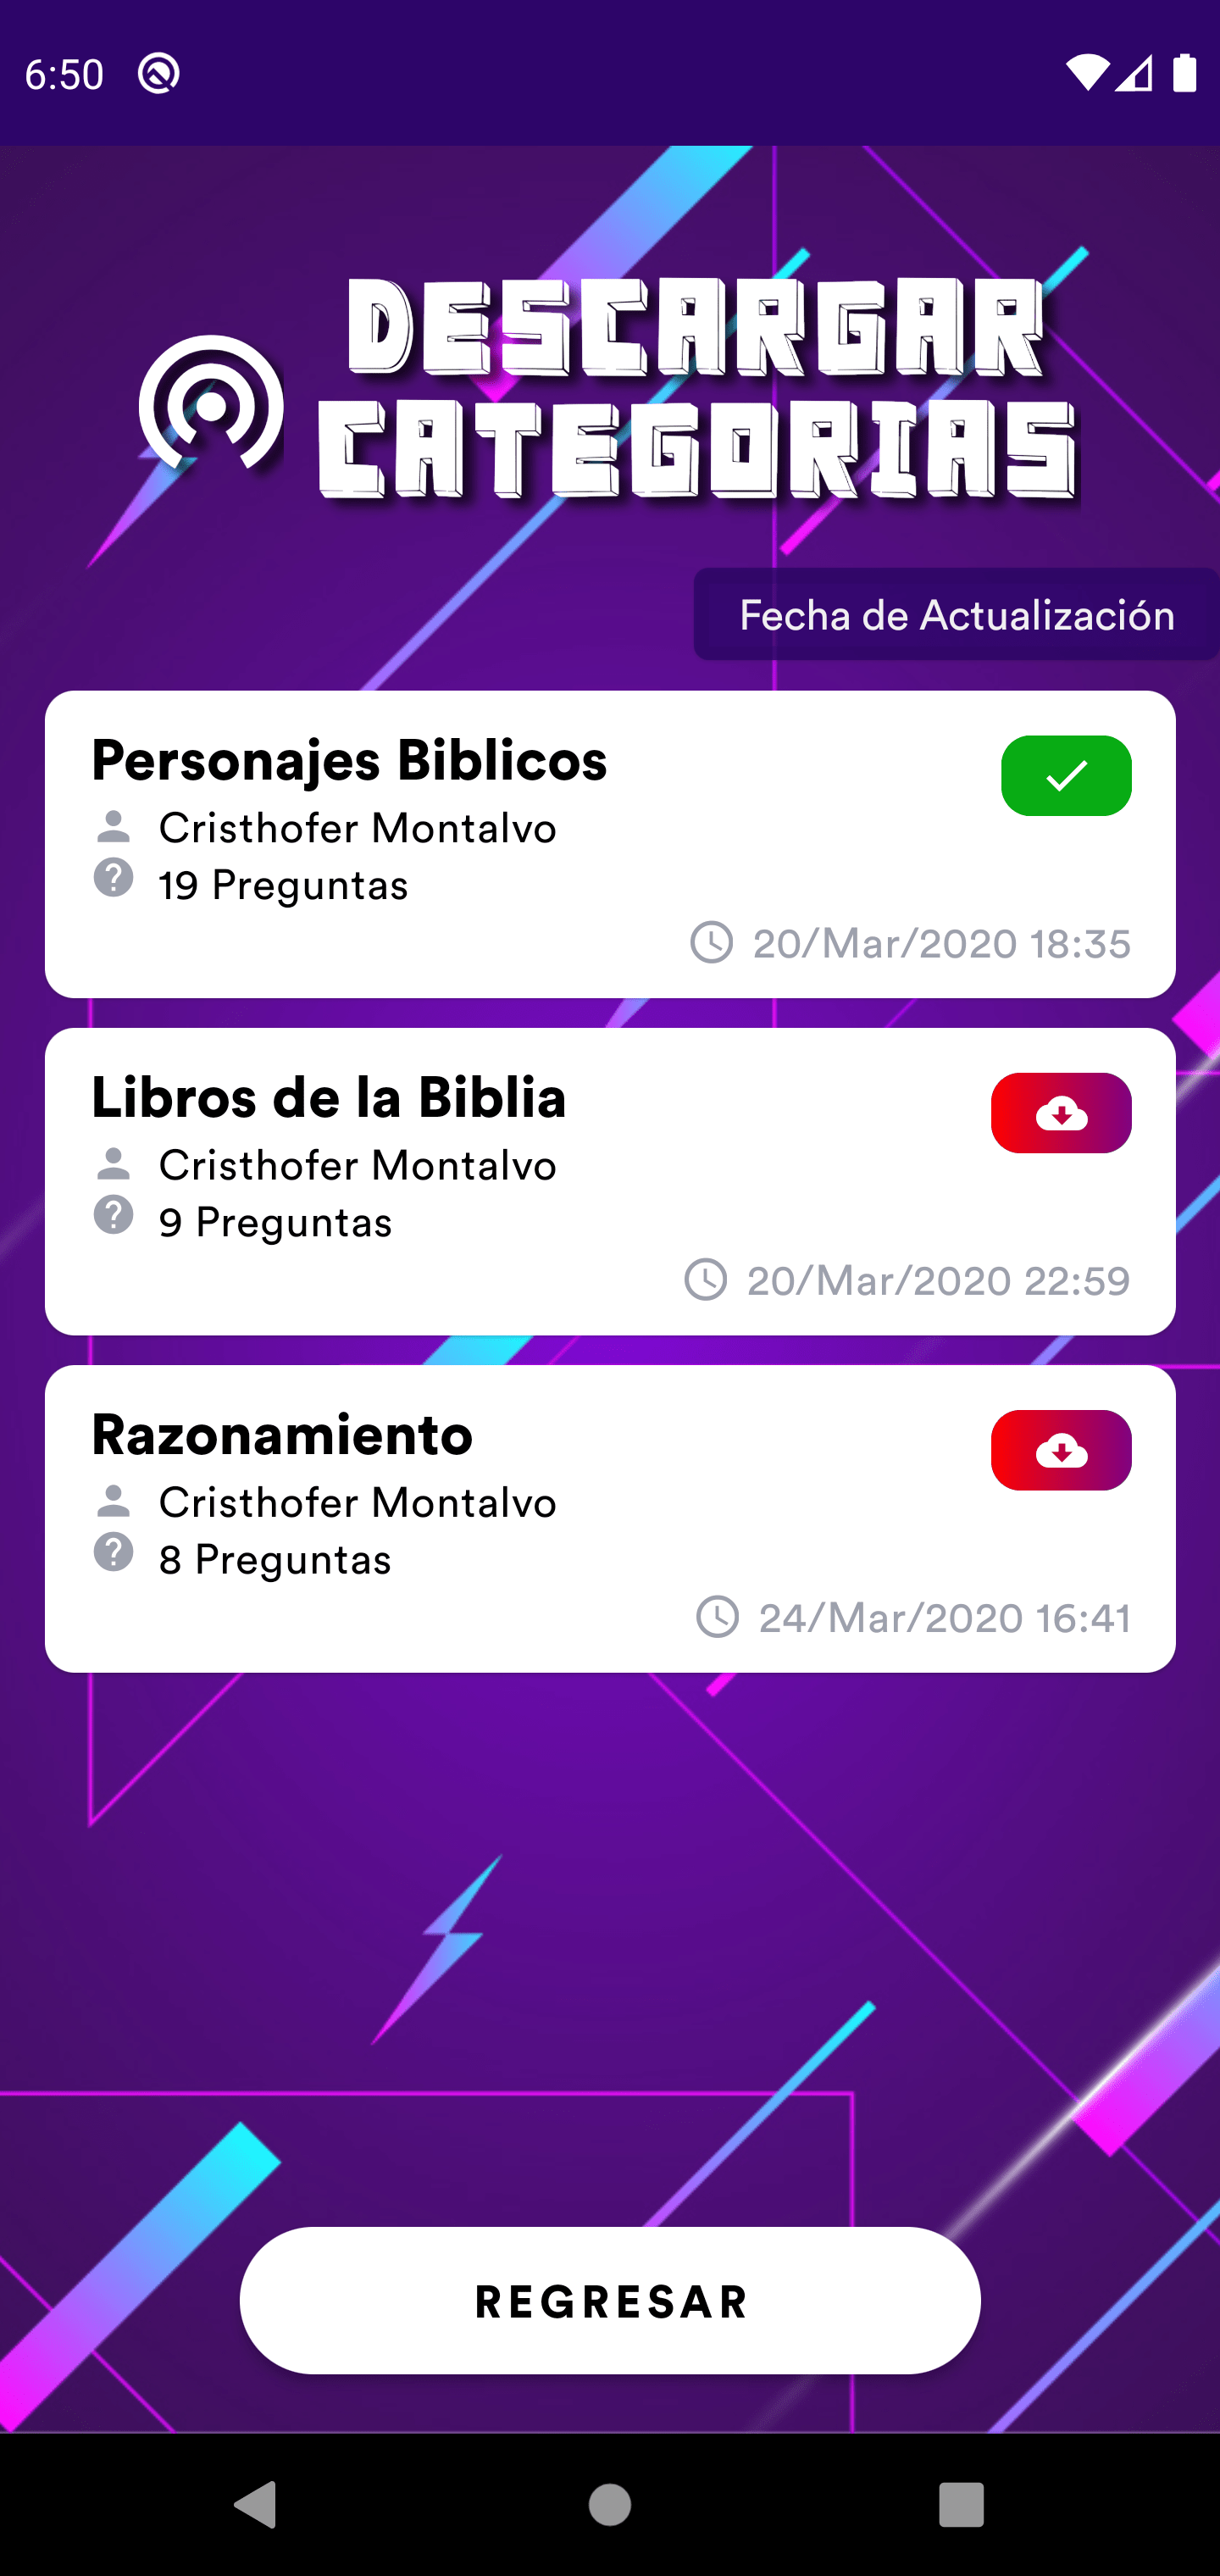 6:50
DESCARGAR
CATEGORIAS
Fecha de Actualización
Personajes Biblicos
Cristhofer Montalvo
19 Preguntas
20/Mar/2020 18:35
Libros de la Biblia
Cristhofer Montalvo
9 Preguntas
20/Mar/2020 22:59
Razonamiento
Cristhofer Montalvo
8 Preguntas
24/Mar/2020 16:41
REGRESAR